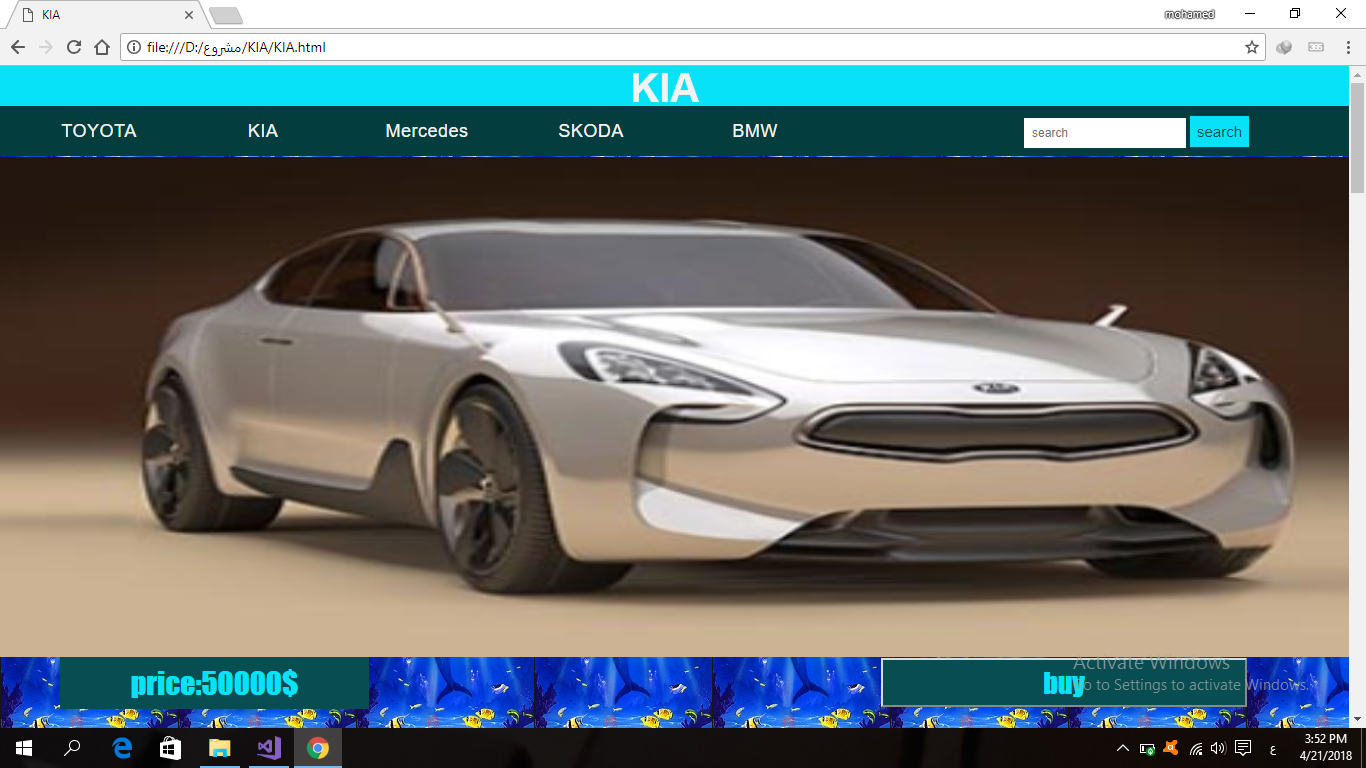 KIA
mohamed
file:///D:/مشروع/KIA/KIA.html
KIA
TOYOTA KIA Mercedes SKODA BMW search search
KIA
price:50000$ buy
Activate Windows
Go to Settings to activate Windows.
ع
3:52 PM
4/21/2018